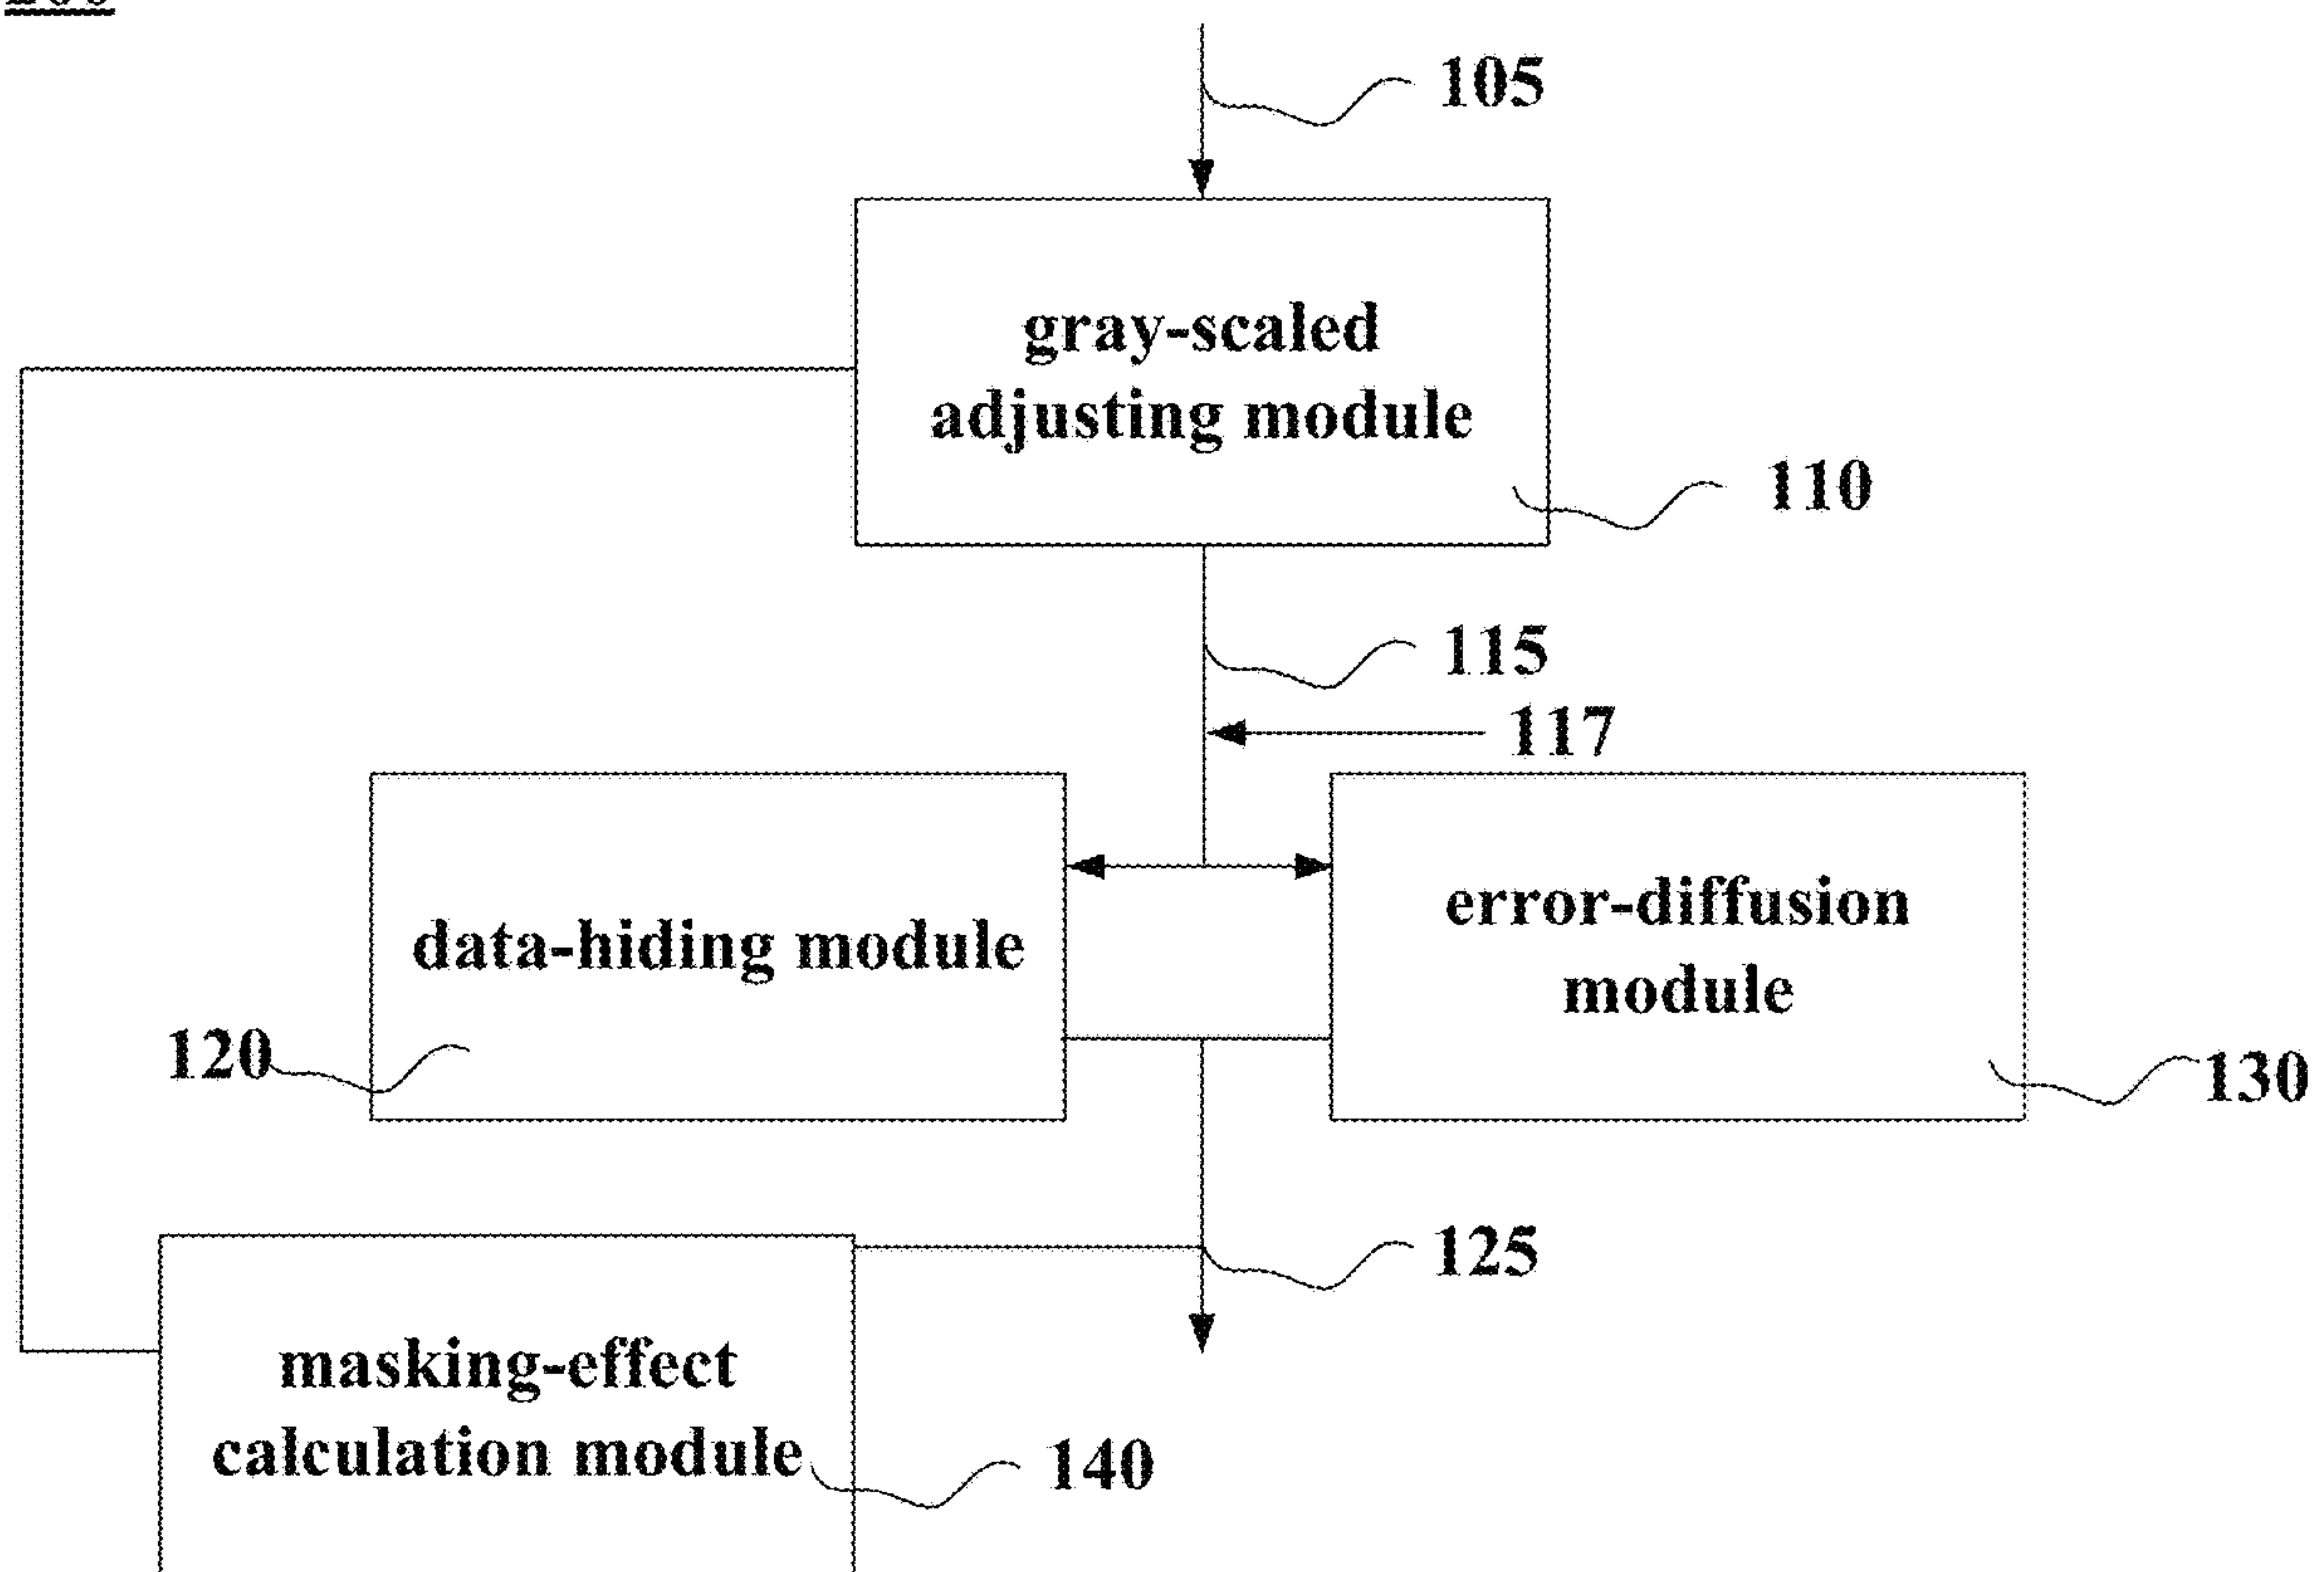 105
gray-scaled
adjusting module
110
115
117
data-hiding module
error-diffusion
module
120
130
125
masking-effect
calculation module
140